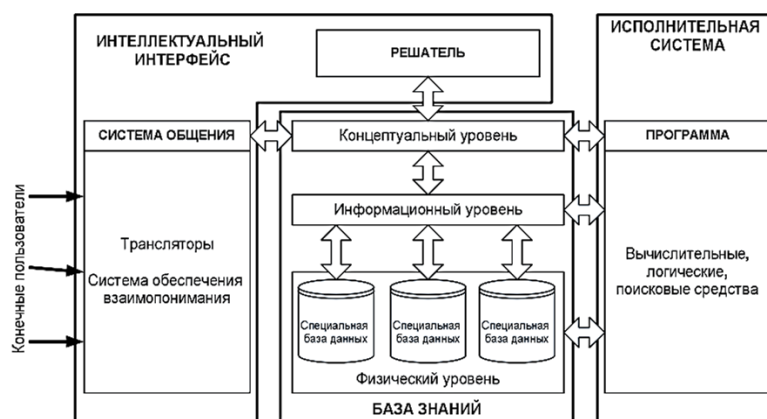 ИНТЕЛЛЕКТУАЛЬНЫЙ
ИНТЕРФЕЙС
РЕШАТЕЛЬ
ИСПОЛНИТЕЛЬНАЯ
СИСТЕМА
СИСТЕМА ОБЩЕНИЯ
Концептуальный уровень
ПРОГРАММА
Конечные пользователи
Трансляторы
Система обеспечения
взаимопонимания
Информационный уровень
Вычислительные,
логические,
поисковые средства
Специальная
база данных
Специальная
база данных
Специальная
база данных
Физический уровень
БАЗА ЗНАНИЙ